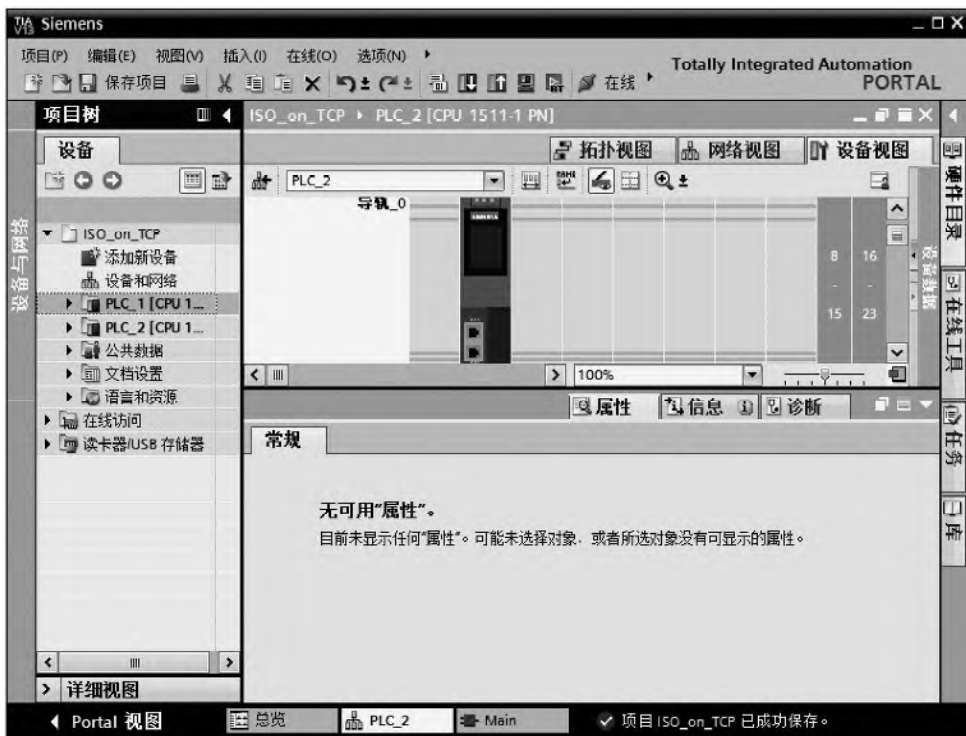 TIA V13 Siemens
项目(P) 编辑(E) 视图(V) 插入(I) 在线(O) 选项(N)
Totally Integrated Automation
PORTAL
保存项目 在线
项目树
ISO_on_TCP ▸ PLC_2 [CPU 1511-1 PN]
设备
拓扑视图 网络视图 设备视图
PLC_2
导轨_0
8 16
- -
15 23
设备与网络
ISO_on_TCP
添加新设备
设备和网络
PLC_1 [CPU 1...
PLC_2 [CPU 1...
公共数据
文档设置
语言和资源
在线访问
读卡器/USB 存储器
设备数据
硬件目录
在线工具
任务
库
100%
属性 信息 诊断
常规
无可用"属性"。
目前未显示任何"属性"。可能未选择对象，或者所选对象没有可显示的属性。
详细视图
Portal 视图 总览 PLC_2 Main 项目 ISO_on_TCP 已成功保存。